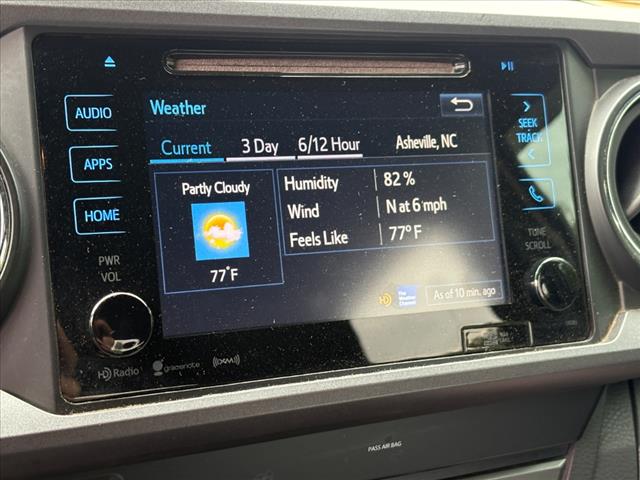 AUDIO
APPS
HOME
PWR
VOL
Weather
Current 3 Day 6/12 Hour Asheville, NC
Partly Cloudy
77°F
Humidity 82 %
Wind N at 6 mph
Feels Like 77° F
HD The Weather Channel As of 10 min. ago
SEEK
TRACK
TUNE
SCROLL
HD Radio gracenote ((XM))
PASS AIR BAG